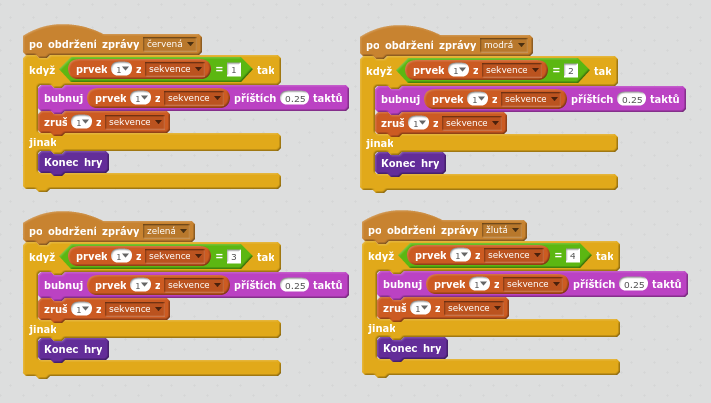 po obdržení zprávy červená
když prvek 1 z sekvence = 1 tak
bubnuj prvek 1 z sekvence příštích 0.25 taktů
zruš 1 z sekvence
jinak
Konec hry
po obdržení zprávy modrá
když prvek 1 z sekvence = 2 tak
bubnuj prvek 1 z sekvence příštích 0.25 taktů
zruš 1 z sekvence
jinak
Konec hry
po obdržení zprávy zelená
když prvek 1 z sekvence = 3 tak
bubnuj prvek 1 z sekvence příštích 0.25 taktů
zruš 1 z sekvence
jinak
Konec hry
po obdržení zprávy žlutá
když prvek 1 z sekvence = 4 tak
bubnuj prvek 1 z sekvence příštích 0.25 taktů
zruš 1 z sekvence
jinak
Konec hry